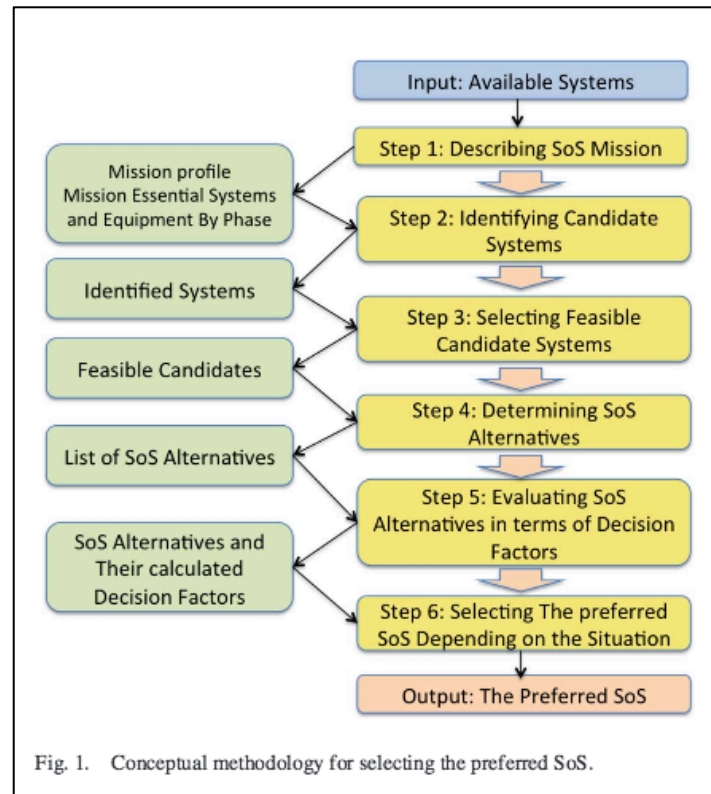 Input: Available Systems
Step 1: Describing SoS Mission
Mission profile
Mission Essential Systems
and Equipment By Phase
Step 2: Identifying Candidate
Systems
Identified Systems
Step 3: Selecting Feasible
Candidate Systems
Feasible Candidates
Step 4: Determining SoS
Alternatives
List of SoS Alternatives
Step 5: Evaluating SoS
Alternatives in terms of Decision
Factors
SoS Alternatives and
Their calculated
Decision Factors
Step 6: Selecting The preferred
SoS Depending on the Situation
Output: The Preferred SoS
Fig. 1. Conceptual methodology for selecting the preferred SoS.